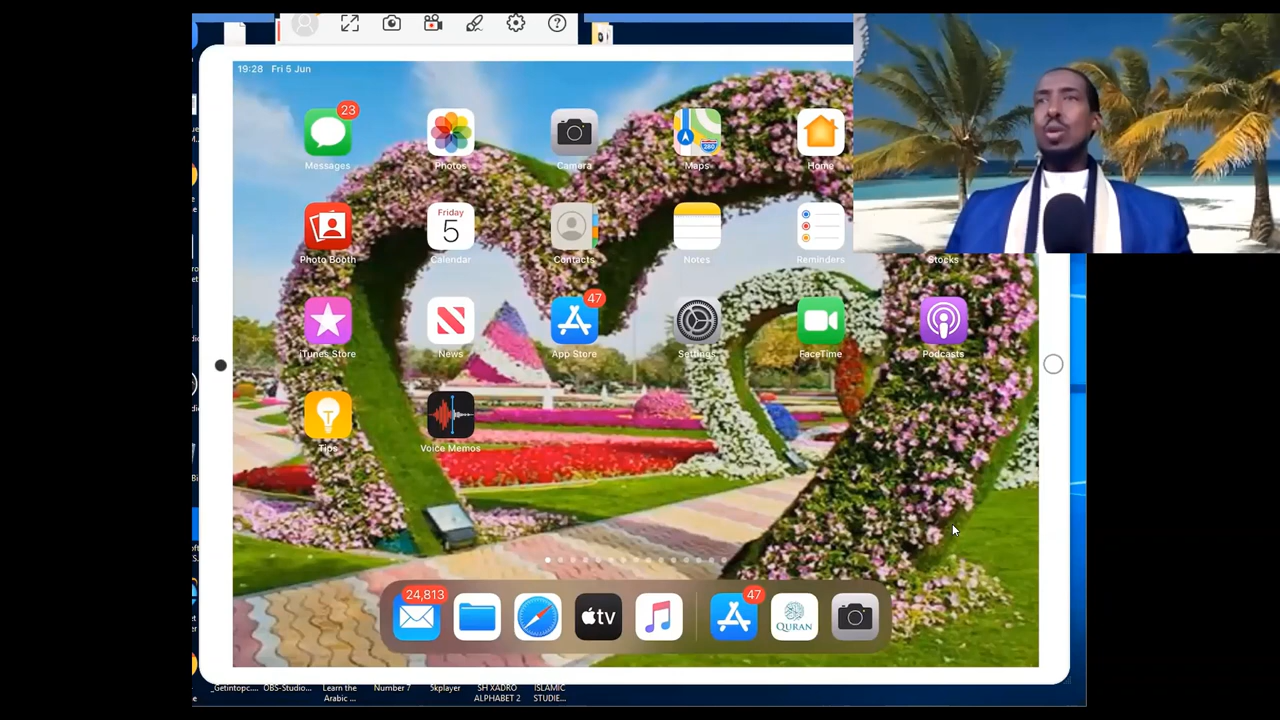 19:28 Fri 5 Jun
23
Messages
Photos
Camera
280
Maps
Home
Photo Booth
Friday
5
Calendar
Contacts
Notes
Reminders
Stocks
iTunes Store
News
47
App Store
Settings
FaceTime
Podcasts
Tips
Voice Memos
24,813
tv
47
QURAN
_Getintopc.... OBS-Studio... Learn the Number 7 5kplayer SH XADRO ISLAMIC
Arabic ... ALPHABET 2 STUDIE...